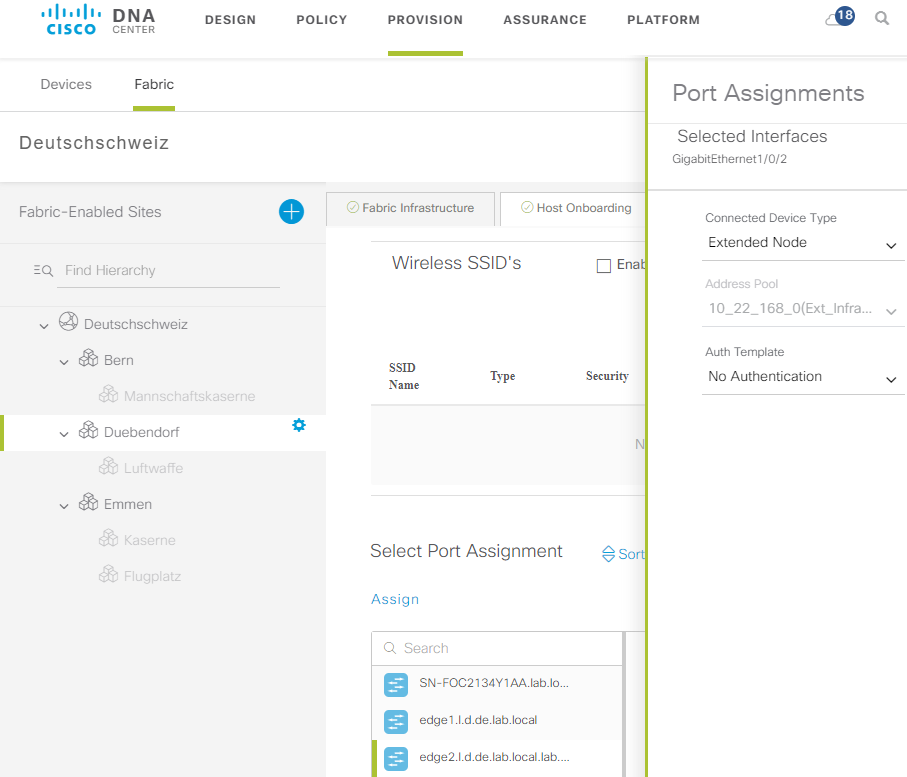 CISCO DNA CENTER
DESIGN POLICY PROVISION ASSURANCE PLATFORM
18
Devices Fabric
Deutschschweiz
Fabric-Enabled Sites
Find Hierarchy
Deutschschweiz
Bern
Mannschaftskaserne
Duebendorf
Luftwaffe
Emmen
Kaserne
Flugplatz
Fabric Infrastructure
Host Onboarding
Wireless SSID's
Enab
SSID Name
Type
Security
N
Select Port Assignment
Sort
Assign
Search
SN-FOC2134Y1AA.lab.lo...
edge1.l.d.de.lab.local
edge2.l.d.de.lab.local.lab....
Port Assignments
Selected Interfaces
GigabitEthernet1/0/2
Connected Device Type
Extended Node
Address Pool
10_22_168_0(Ext_Infra...
Auth Template
No Authentication